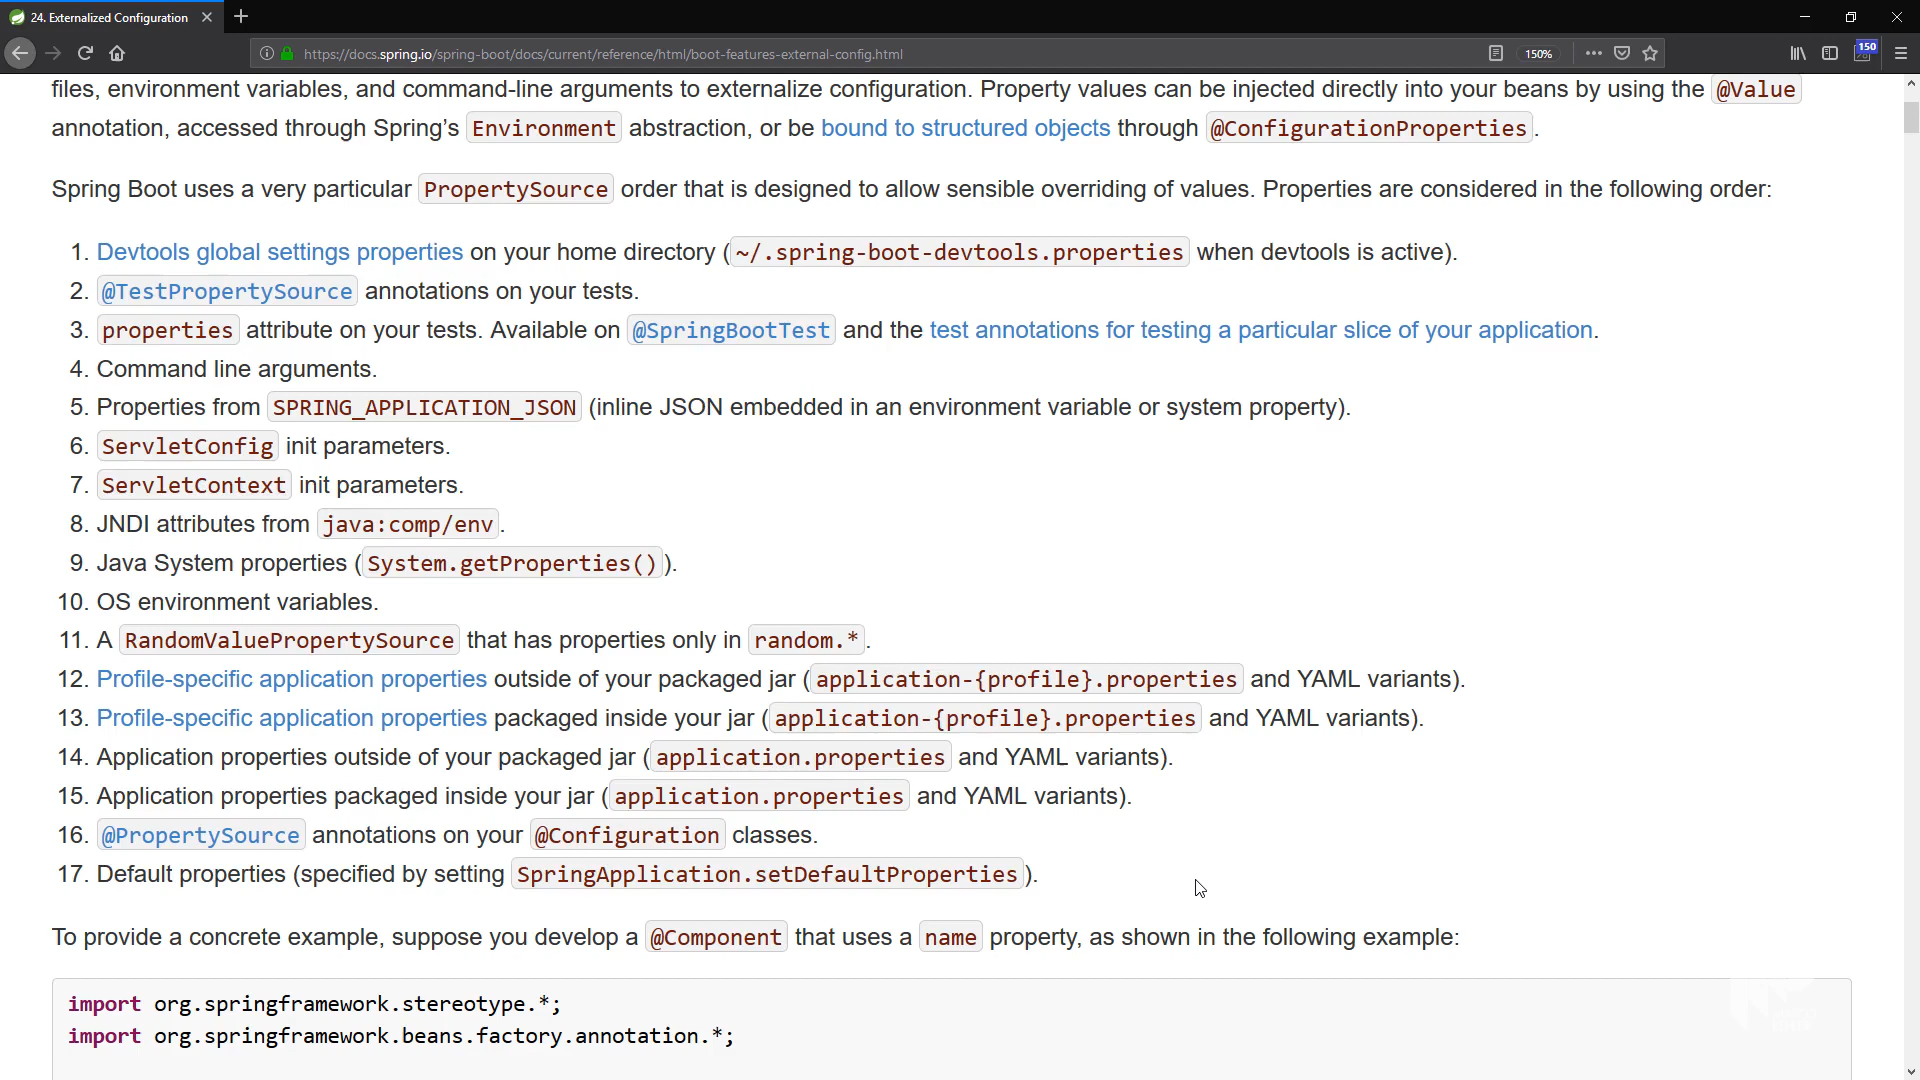 24. Externalized Configuration
https://docs.spring.io/spring-boot/docs/current/reference/html/boot-features-external-config.html
150%
150
files, environment variables, and command-line arguments to externalize configuration. Property values can be injected directly into your beans by using the @Value
annotation, accessed through Spring’s Environment abstraction, or be bound to structured objects through @ConfigurationProperties.
Spring Boot uses a very particular PropertySource order that is designed to allow sensible overriding of values. Properties are considered in the following order:
1. Devtools global settings properties on your home directory (~/.spring-boot-devtools.properties when devtools is active).
2. @TestPropertySource annotations on your tests.
3. properties attribute on your tests. Available on @SpringBootTest and the test annotations for testing a particular slice of your application.
4. Command line arguments.
5. Properties from SPRING_APPLICATION_JSON (inline JSON embedded in an environment variable or system property).
6. ServletConfig init parameters.
7. ServletContext init parameters.
8. JNDI attributes from java:comp/env.
9. Java System properties (System.getProperties()).
10. OS environment variables.
11. A RandomValuePropertySource that has properties only in random.*.
12. Profile-specific application properties outside of your packaged jar (application-{profile}.properties and YAML variants).
13. Profile-specific application properties packaged inside your jar (application-{profile}.properties and YAML variants).
14. Application properties outside of your packaged jar (application.properties and YAML variants).
15. Application properties packaged inside your jar (application.properties and YAML variants).
16. @PropertySource annotations on your @Configuration classes.
17. Default properties (specified by setting SpringApplication.setDefaultProperties).
To provide a concrete example, suppose you develop a @Component that uses a name property, as shown in the following example:
import org.springframework.stereotype.*;
import org.springframework.beans.factory.annotation.*;